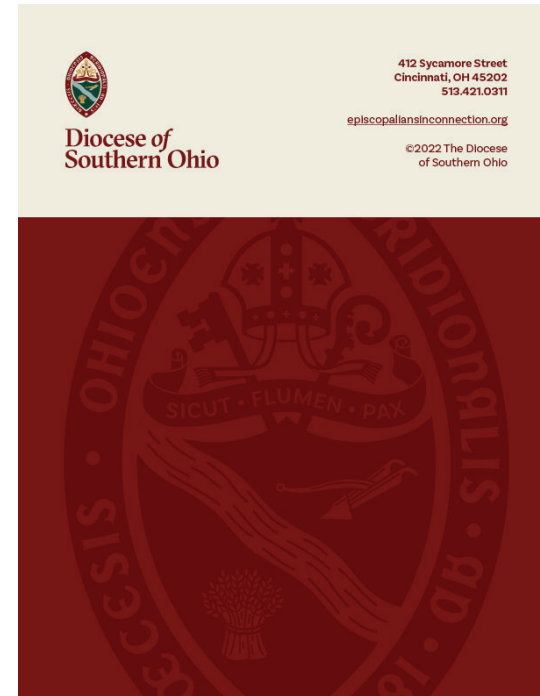 Diocese of
Southern Ohio
412 Sycamore Street
Cincinnati, OH 45202
513.421.0311
episcopaliansinconnection.org
©2022 The Diocese
of Southern Ohio
SICUT • FLUMEN • PAX